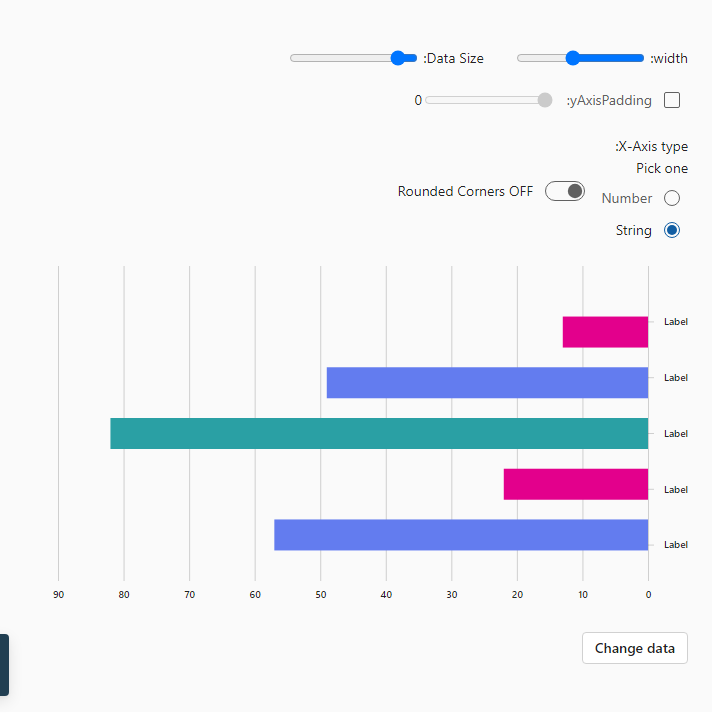 width:
Data Size:
yAxisPadding:
0
X-Axis type:
Pick one
Number
String
Rounded Corners OFF
Label
Label
Label
Label
Label
90 80 70 60 50 40 30 20 10 0
Change data